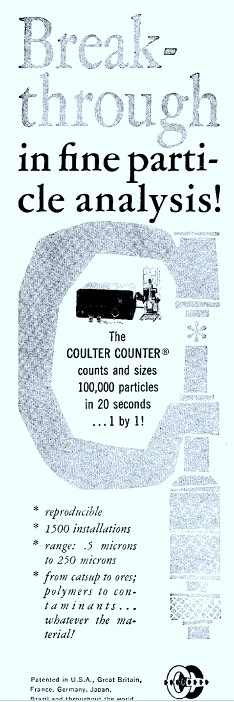 Break-
through
in fine parti-
cle analysis!
The
COULTER COUNTER®
counts and sizes
100,000 particles
in 20 seconds
...1 by 1!
* reproducible
* 1500 installations
* range: .5 microns
to 250 microns
* from catsup to ores;
polymers to con-
taminants...
whatever the ma-
terial!
Patented in U.S.A., Great Britain,
France, Germany, Japan,
Brazil and throughout the world